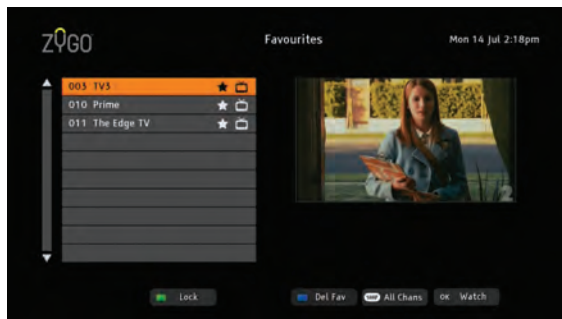 ZYGO
Favourites
Mon 14 Jul 2:18pm
003 TV3
010 Prime
011 The Edge TV
Lock
Del Fav
All Chans
OK Watch